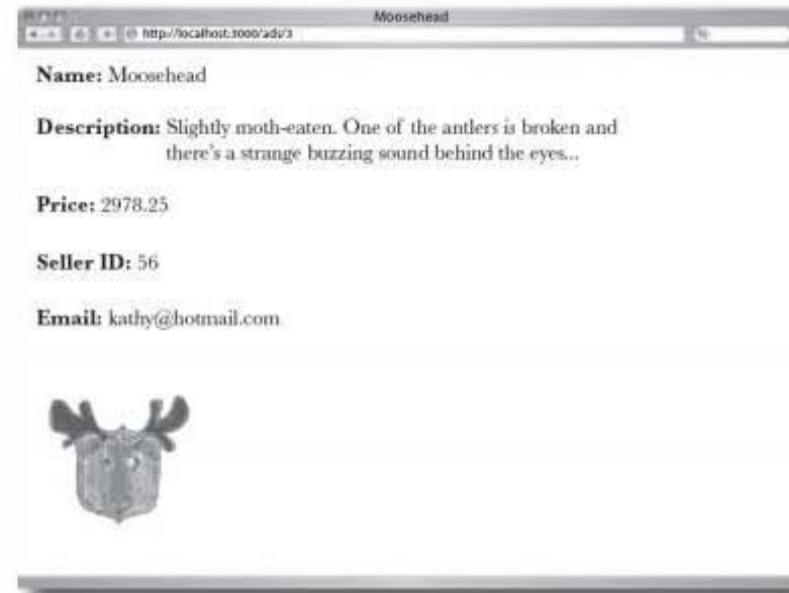 Moosehead
http://localhost:3000/ads/3
Name: Moosehead
Description: Slightly moth-eaten. One of the antlers is broken and
there's a strange buzzing sound behind the eyes...
Price: 2978.25
Seller ID: 56
Email: kathy@hotmail.com